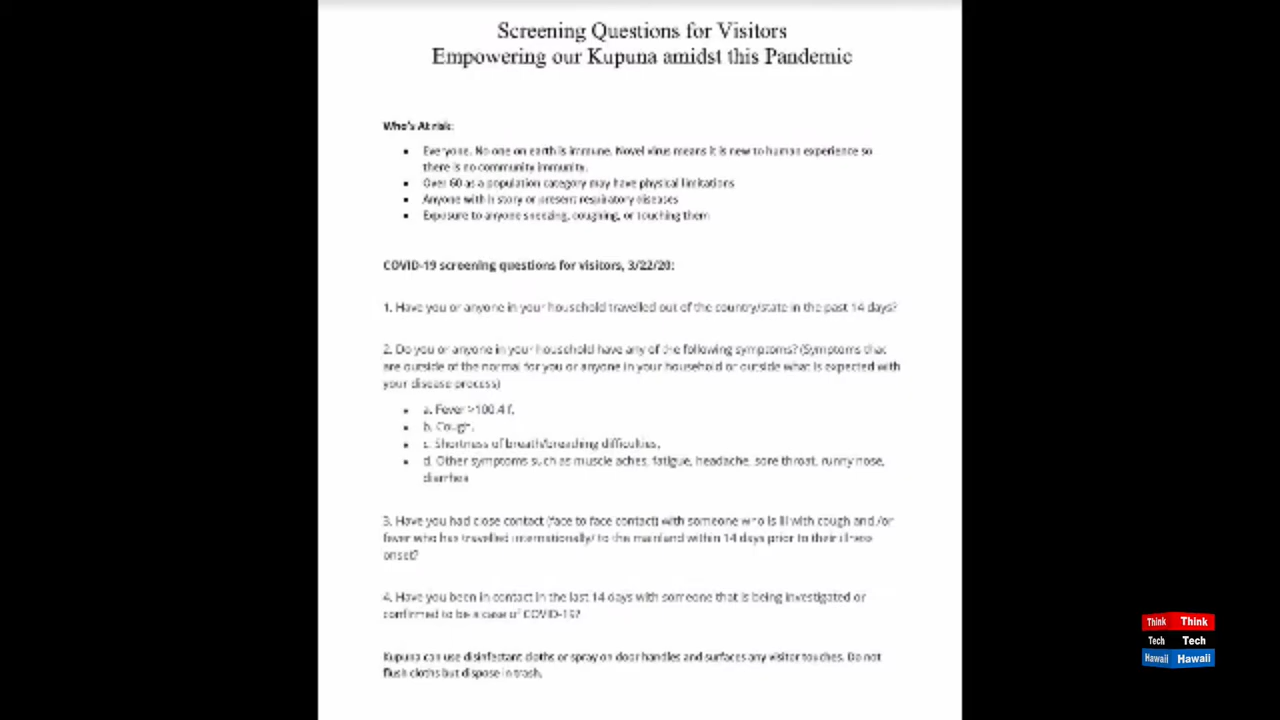 Screening Questions for Visitors
Empowering our Kupuna amidst this Pandemic
Who's At risk:
Everyone. No one on earth is immune. Novel virus means it is new to human experience so
there is no community immunity.
Over 60 as a population category may have physical limitations
Anyone with history or present respiratory diseases
Exposure to anyone sneezing, coughing, or touching them
COVID-19 screening questions for visitors, 3/22/20:
1. Have you or anyone in your household travelled out of the country/state in the past 14 days?
2. Do you or anyone in your household have any of the following symptoms? (Symptoms that
are outside of the normal for you or anyone in your household or outside what is expected with
your disease process)
a. Fever >100.4 f.
b. Cough.
c. Shortness of breath/breathing difficulties.
d. Other symptoms such as muscle aches, fatigue, headache, sore throat, runny nose,
diarrhea
3. Have you had close contact (face to face contact) with someone who is ill with cough and/or
fever who has travelled internationally/ to the mainland within 14 days prior to their illness
onset?
4. Have you been in contact in the last 14 days with someone that is being investigated or
confirmed to be a case of COVID-19?
Kupuna can use disinfectant cloths or spray on door handles and surfaces any visitor touches. Do not
flush cloths but dispose in trash.
Think Think
Tech Tech
Hawaii Hawaii